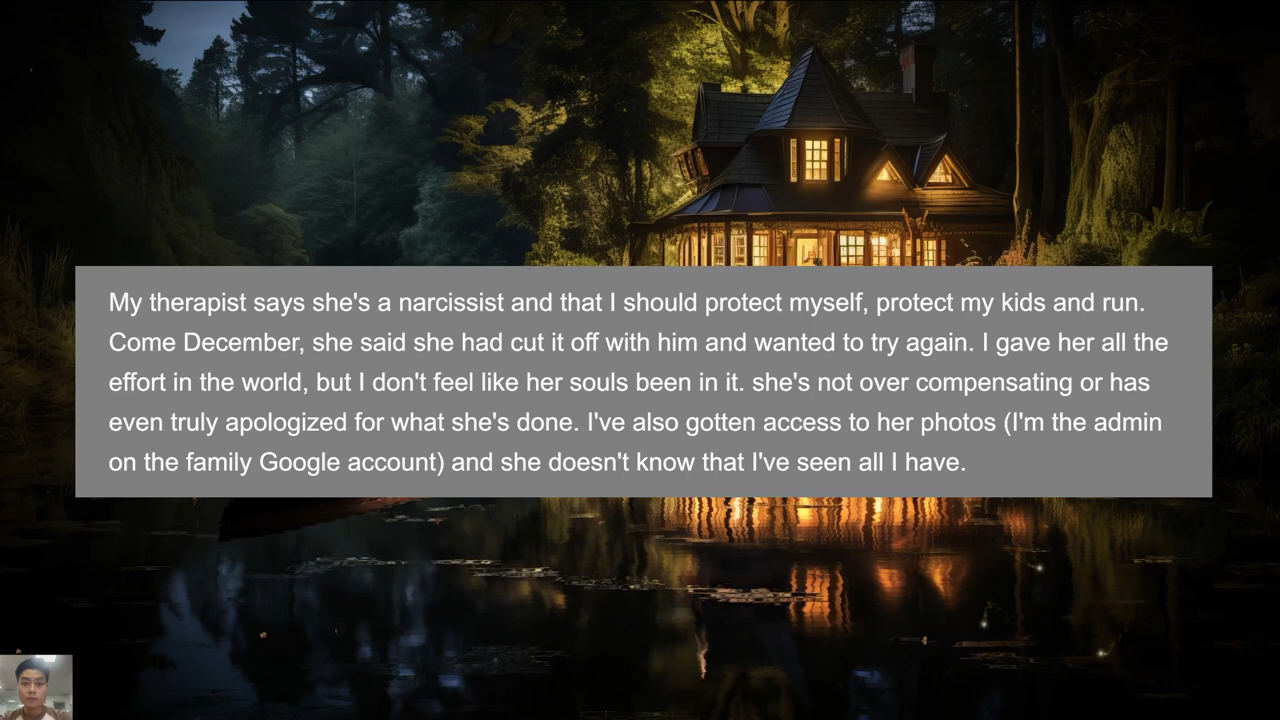 My therapist says she's a narcissist and that I should protect myself, protect my kids and run.
Come December, she said she had cut it off with him and wanted to try again. I gave her all the
effort in the world, but I don't feel like her souls been in it. she's not over compensating or has
even truly apologized for what she's done. I've also gotten access to her photos (I'm the admin
on the family Google account) and she doesn't know that I've seen all I have.